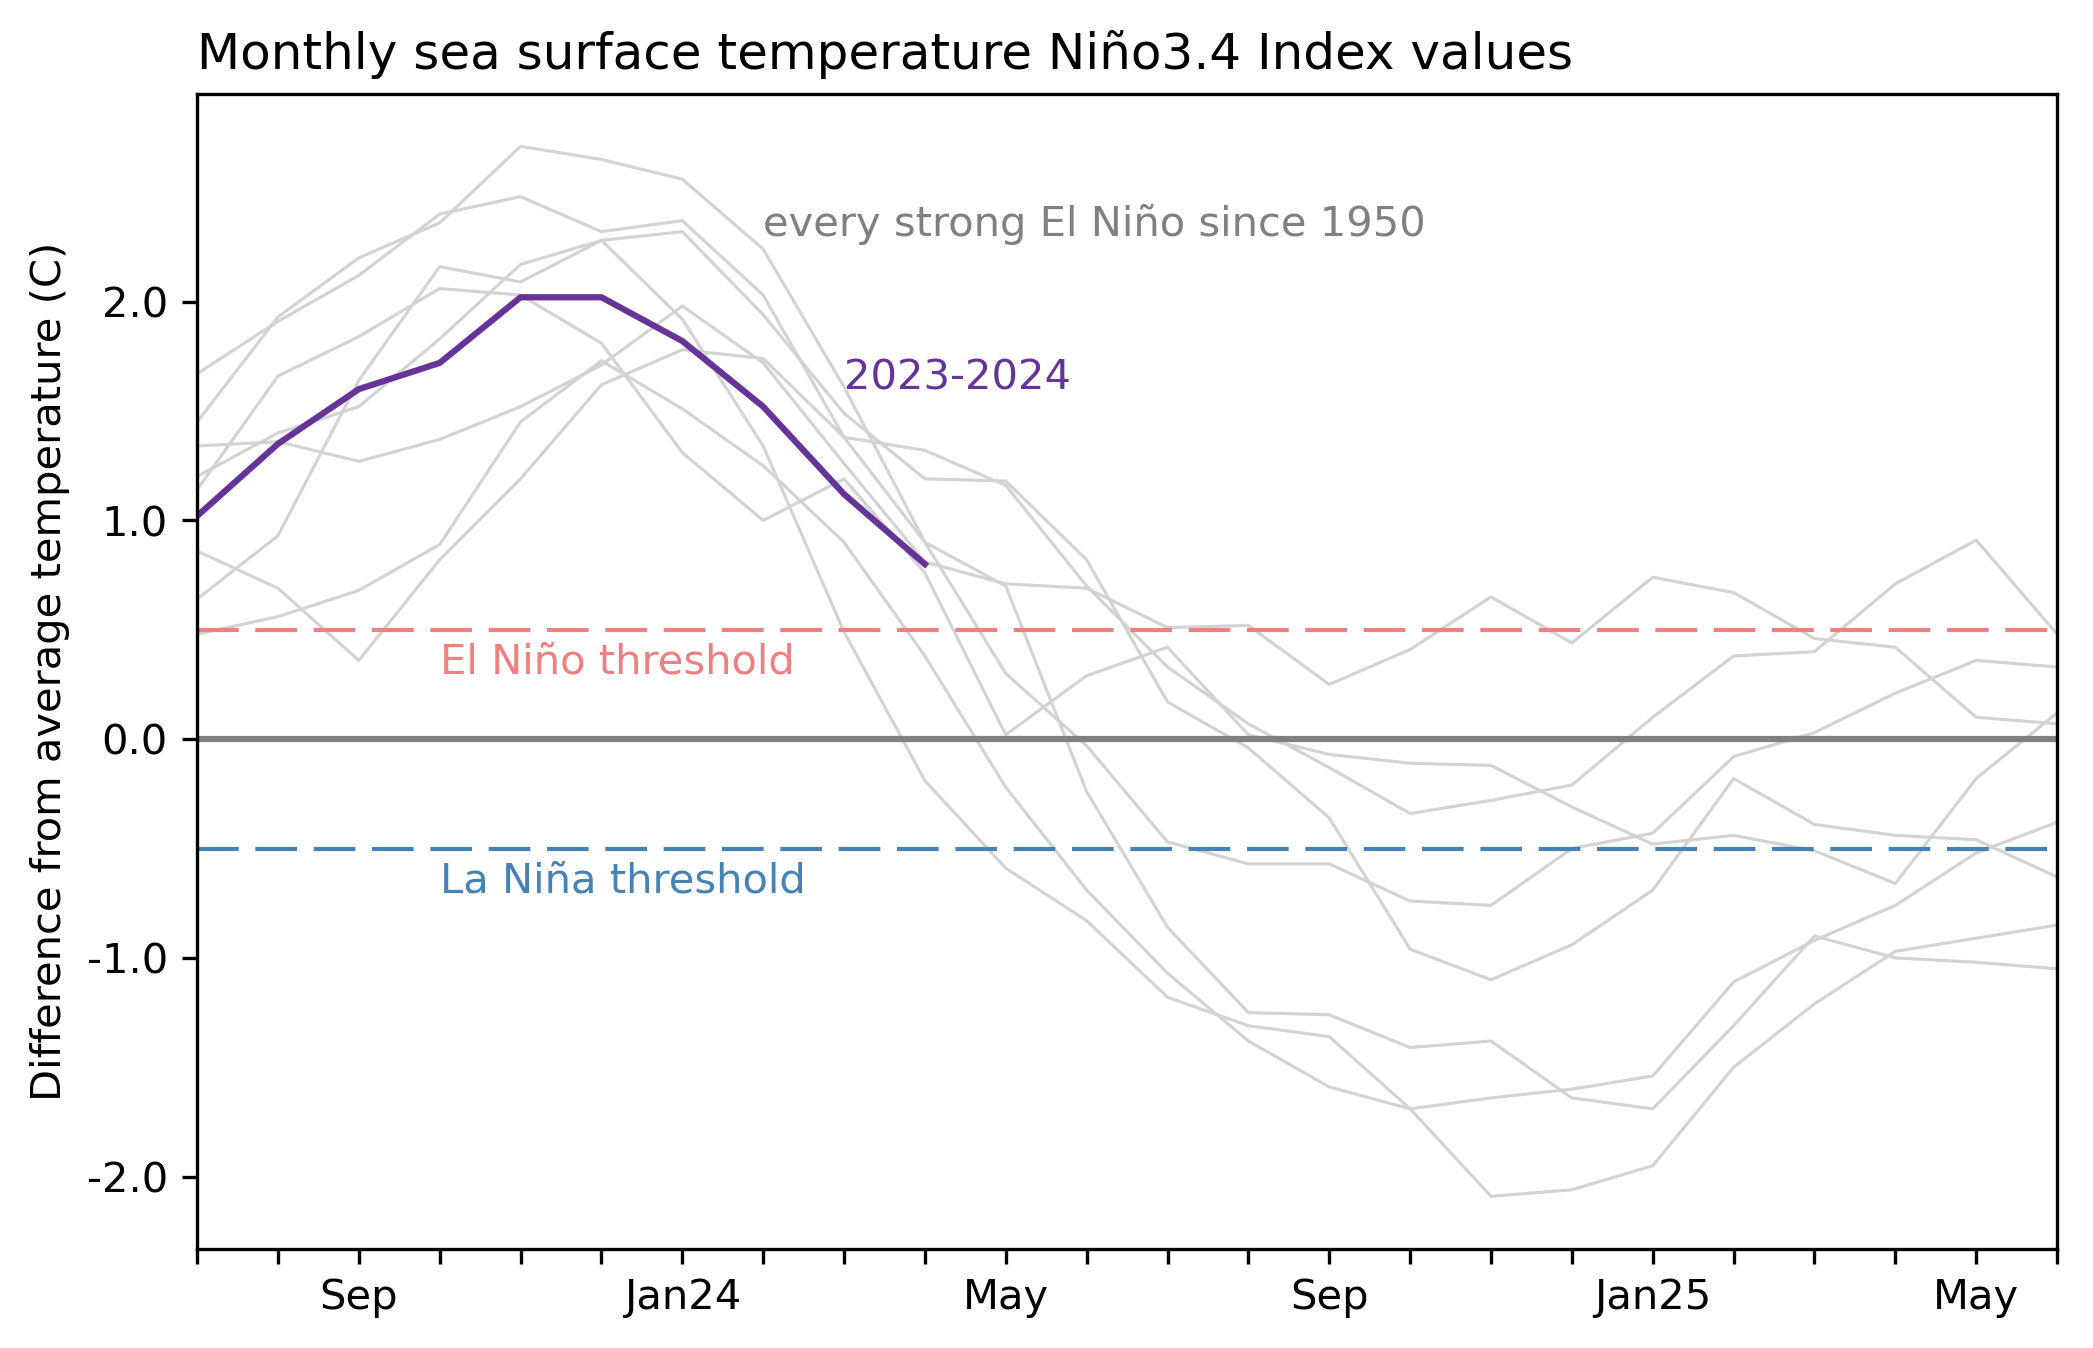 Monthly sea surface temperature Niño3.4 Index values
Difference from average temperature (C)
2.0
1.0
0.0
-1.0
-2.0
every strong El Niño since 1950
2023-2024
El Niño threshold
La Niña threshold
Sep
Jan24
May
Sep
Jan25
May